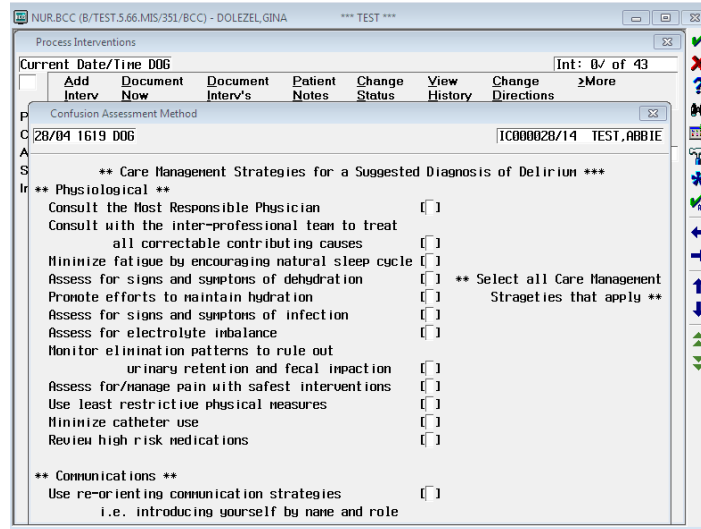 NUR.BCC (B/TEST.5.66.MIS/351/BCC) - DOLEZEL,GINA *** TEST ***
Process Interventions
Current Date/Time DOG Int: 0/ of 43
Add Document Document Patient Change View Change >More
Interv Now Interv's Notes Status History Directions
Confusion Assessment Method
28/04 1619 DOG IC000028/14 TEST,ABBIE
** Care Management Strategies for a Suggested Diagnosis of Delirium ***
** Physiological **
Consult the Most Responsible Physician [ ]
Consult with the inter-professional team to treat
all correctable contributing causes [ ]
Minimize fatigue by encouraging natural sleep cycle [ ]
Assess for signs and symptoms of dehydration [ ] ** Select all Care Management
Promote efforts to maintain hydration [ ] Strageties that apply **
Assess for signs and symptoms of infection [ ]
Assess for electrolyte imbalance [ ]
Monitor elimination patterns to rule out
urinary retention and fecal impaction [ ]
Assess for/manage pain with safest interventions [ ]
Use least restrictive physical measures [ ]
Minimize catheter use [ ]
Review high risk medications [ ]
** Communications **
Use re-orienting communication strategies [ ]
i.e. introducing yourself by name and role